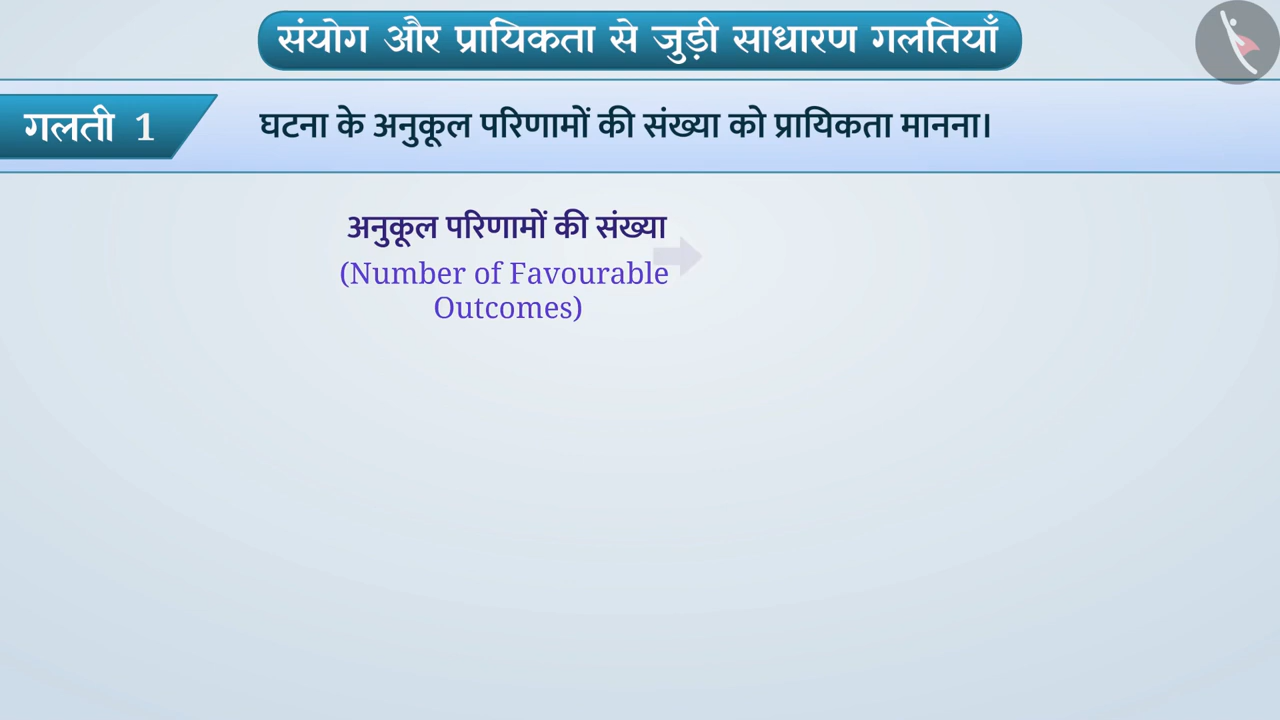 संयोग और प्रायिकता से जुड़ी साधारण गलतियाँ
गलती 1
घटना के अनुकूल परिणामों की संख्या को प्रायिकता मानना।
अनुकूल परिणामों की संख्या
(Number of Favourable
Outcomes)